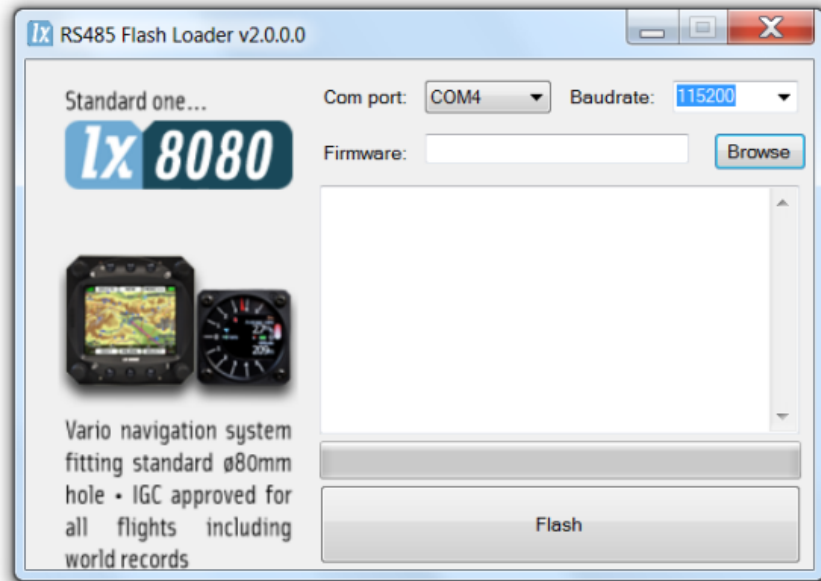 lx RS485 Flash Loader v2.0.0.0
Standard one...
lx 8080
Com port: COM4 Baudrate: 115200
Firmware: Browse
Vario navigation system
fitting standard ø80mm
hole • IGC approved for
all flights including
world records
Flash